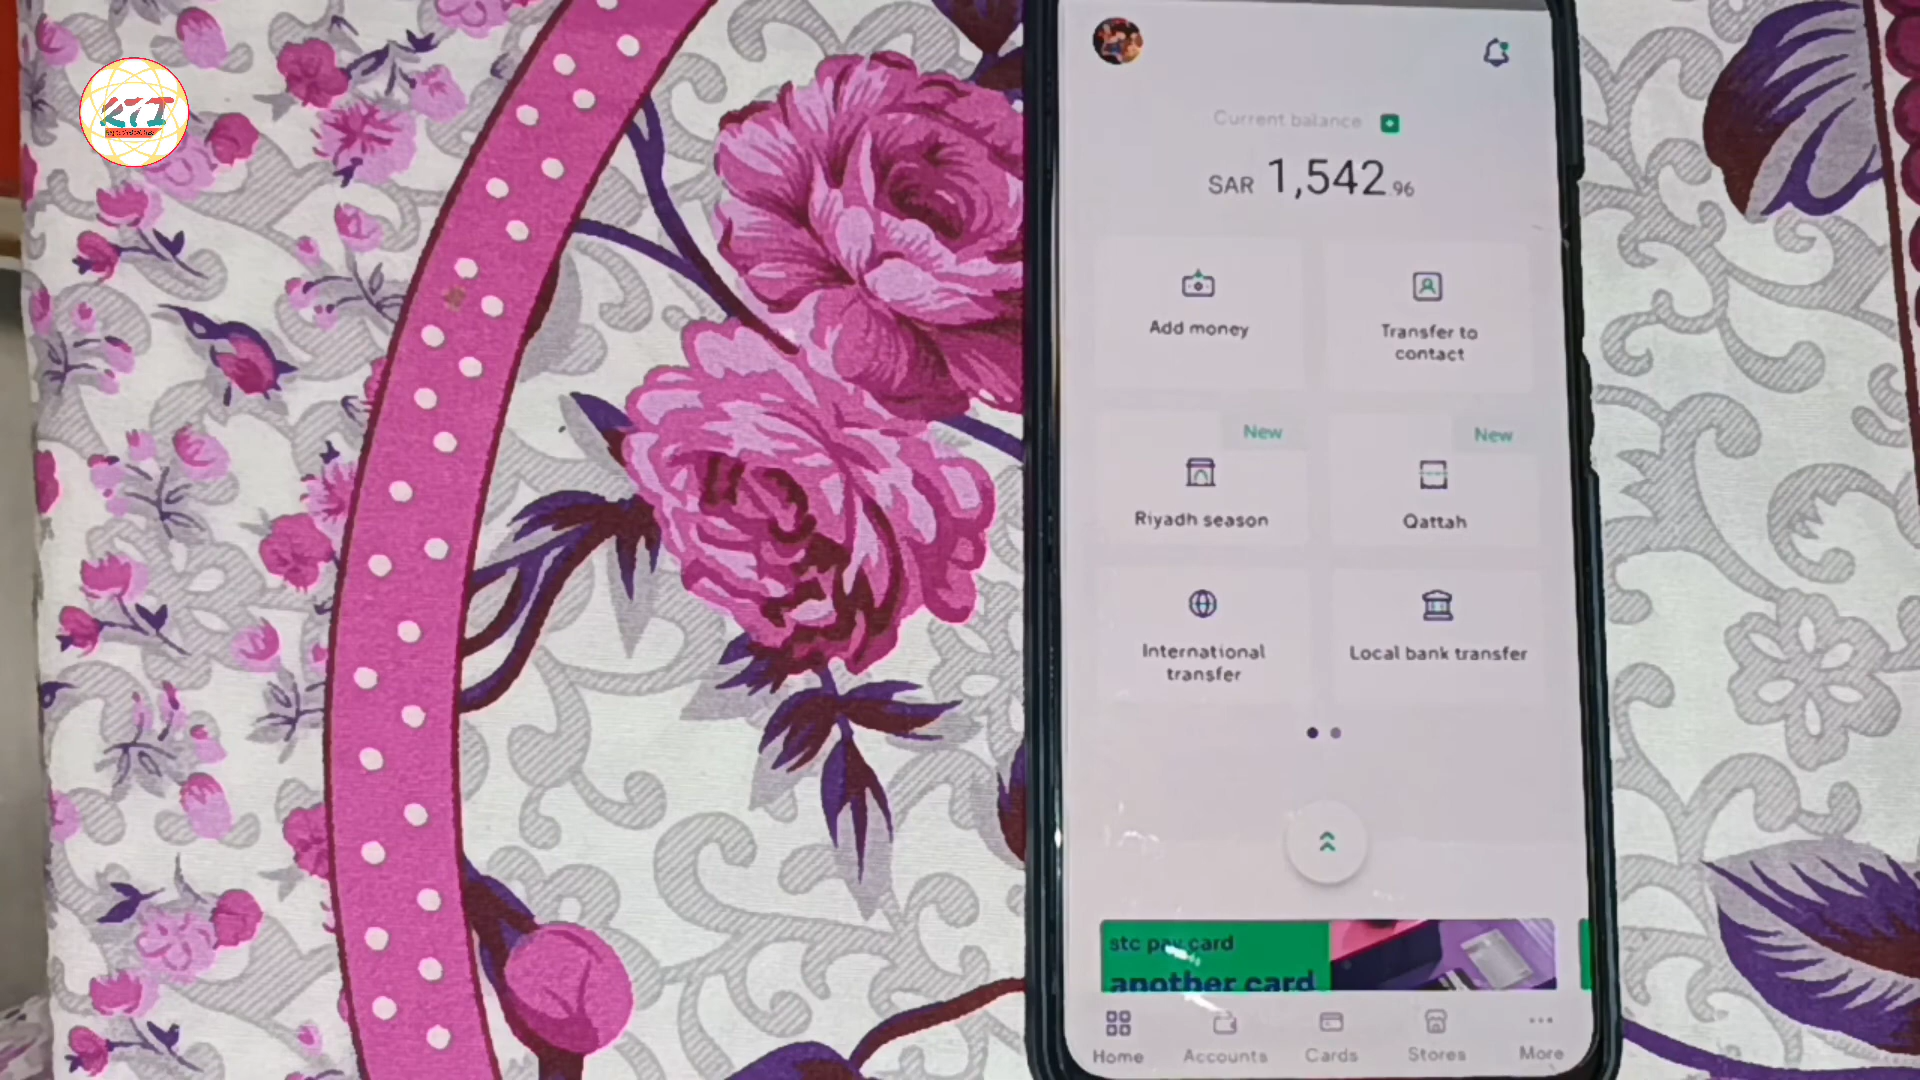 KTI
Current balance
SAR 1,542.96
Add money
Transfer to
contact
New
New
Riyadh season
Qattah
International
transfer
Local bank transfer
stc pay card
another card
Home
Accounts
Cards
Stores
More